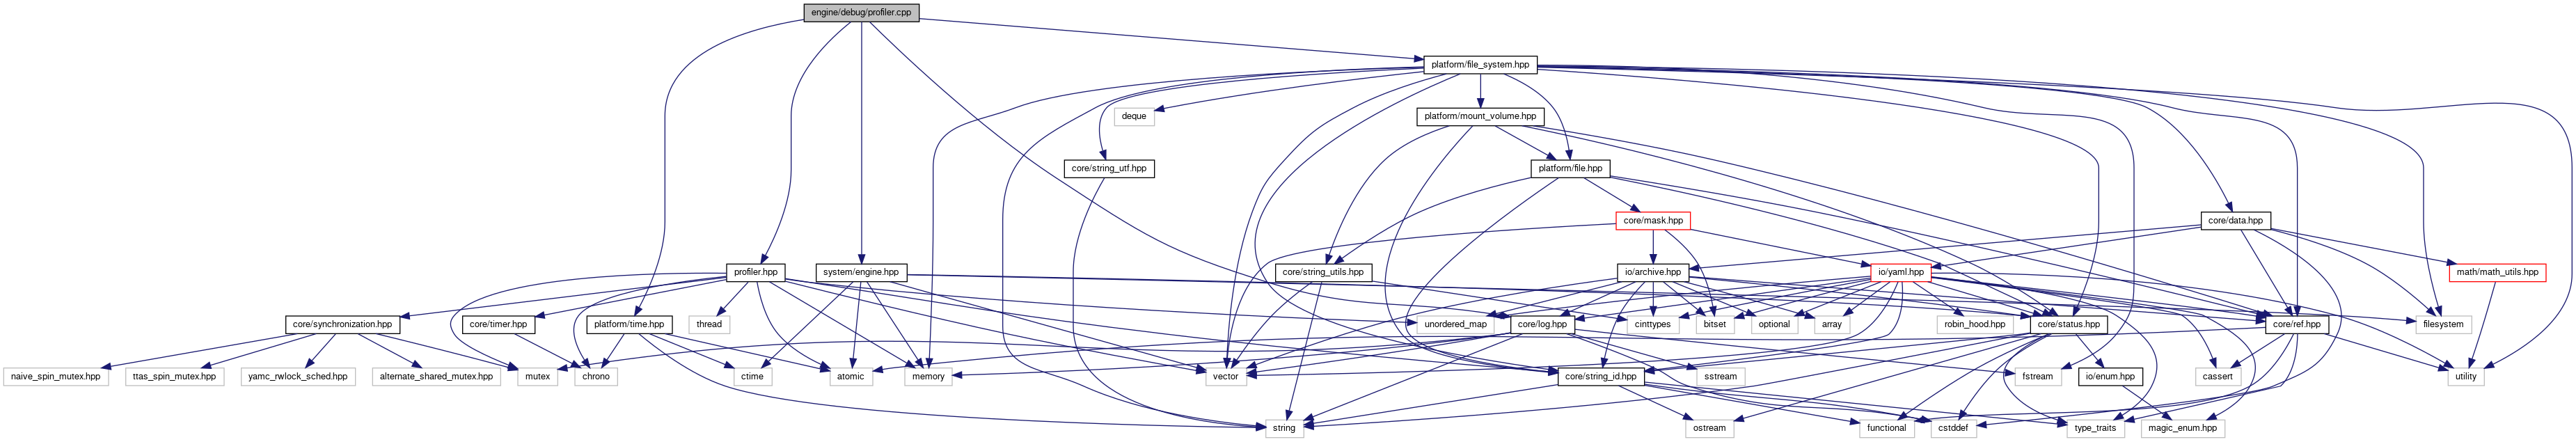 engine/debug/profiler.cpp
platform/file_system.hpp
deque
platform/mount_volume.hpp
core/string_utf.hpp
platform/file.hpp
core/mask.hpp
core/data.hpp
profiler.hpp
system/engine.hpp
core/string_utils.hpp
io/archive.hpp
io/yaml.hpp
math/math_utils.hpp
core/synchronization.hpp
core/timer.hpp
platform/time.hpp
thread
unordered_map
core/log.hpp
cinttypes
bitset
optional
array
robin_hood.hpp
core/status.hpp
core/ref.hpp
filesystem
naive_spin_mutex.hpp
ttas_spin_mutex.hpp
yamc_rwlock_sched.hpp
alternate_shared_mutex.hpp
mutex
chrono
ctime
atomic
memory
vector
core/string_id.hpp
sstream
fstream
io/enum.hpp
cassert
utility
string
ostream
functional
cstddef
type_traits
magic_enum.hpp